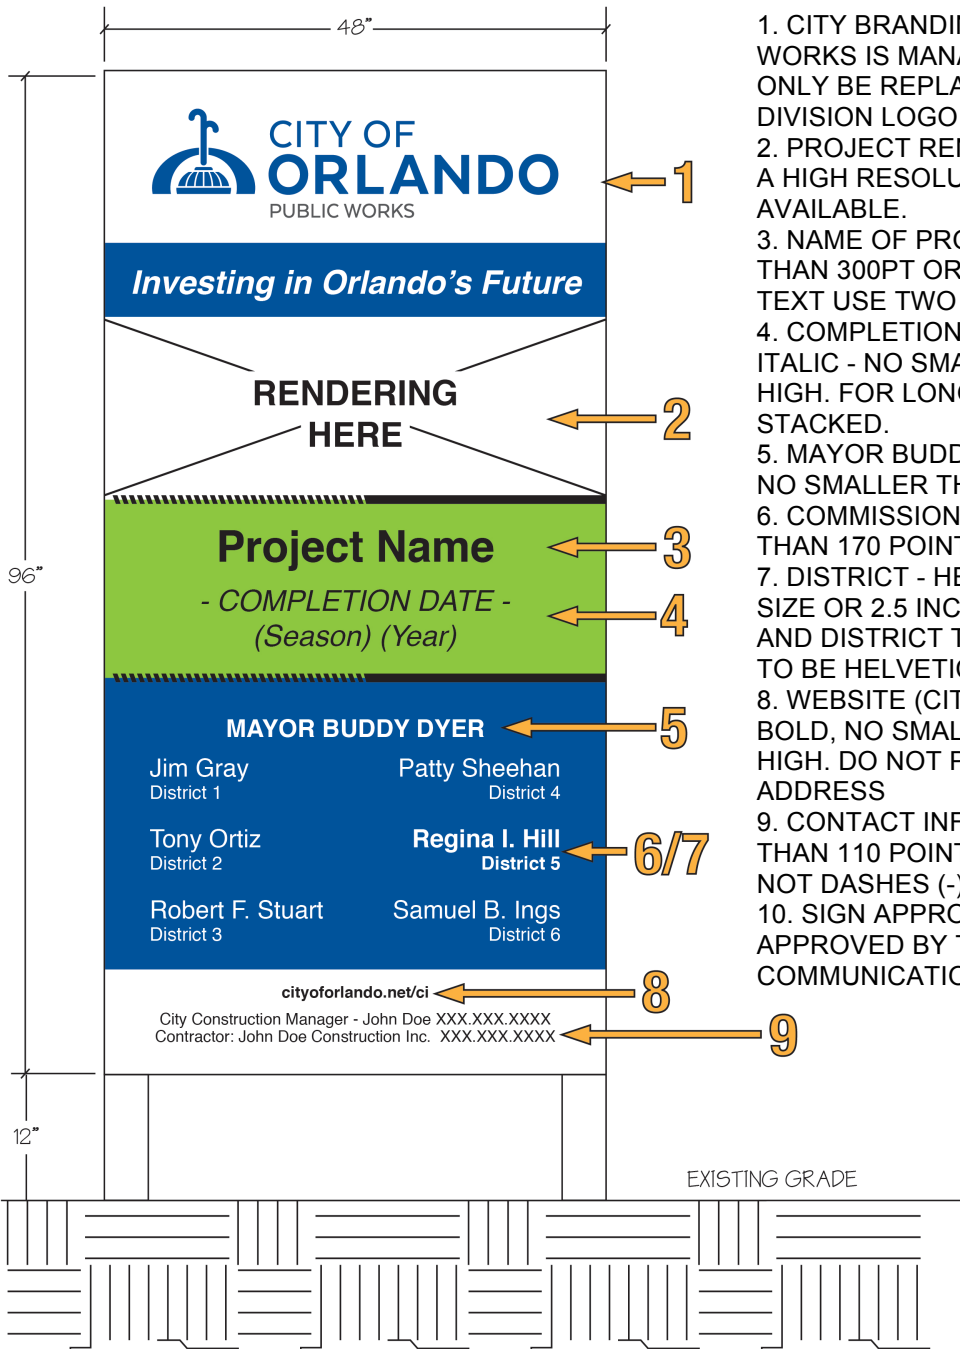 48"
CITY OF
ORLANDO
PUBLIC WORKS
1
Investing in Orlando's Future
RENDERING
HERE
2
Project Name
3
- COMPLETION DATE -
(Season) (Year)
4
96"
MAYOR BUDDY DYER
5
Jim Gray
District 1
Patty Sheehan
District 4
Tony Ortiz
District 2
Regina I. Hill
District 5
6/7
Robert F. Stuart
District 3
Samuel B. Ings
District 6
cityoforlando.net/ci
8
City Construction Manager - John Doe XXX.XXX.XXXX
Contractor: John Doe Construction Inc. XXX.XXX.XXXX
9
12"
EXISTING GRADE
1. CITY BRANDIN
WORKS IS MANA
ONLY BE REPLA
DIVISION LOGO
2. PROJECT REN
A HIGH RESOLU
AVAILABLE.
3. NAME OF PRO
THAN 300PT OR
TEXT USE TWO
4. COMPLETION
ITALIC - NO SMA
HIGH. FOR LONG
STACKED.
5. MAYOR BUDD
NO SMALLER TH
6. COMMISSION
THAN 170 POINT
7. DISTRICT - HE
SIZE OR 2.5 INC
AND DISTRICT T
TO BE HELVETIC
8. WEBSITE (CIT
BOLD, NO SMAL
HIGH. DO NOT P
ADDRESS
9. CONTACT INF
THAN 110 POINT
NOT DASHES (-)
10. SIGN APPRO
APPROVED BY T
COMMUNICATIO